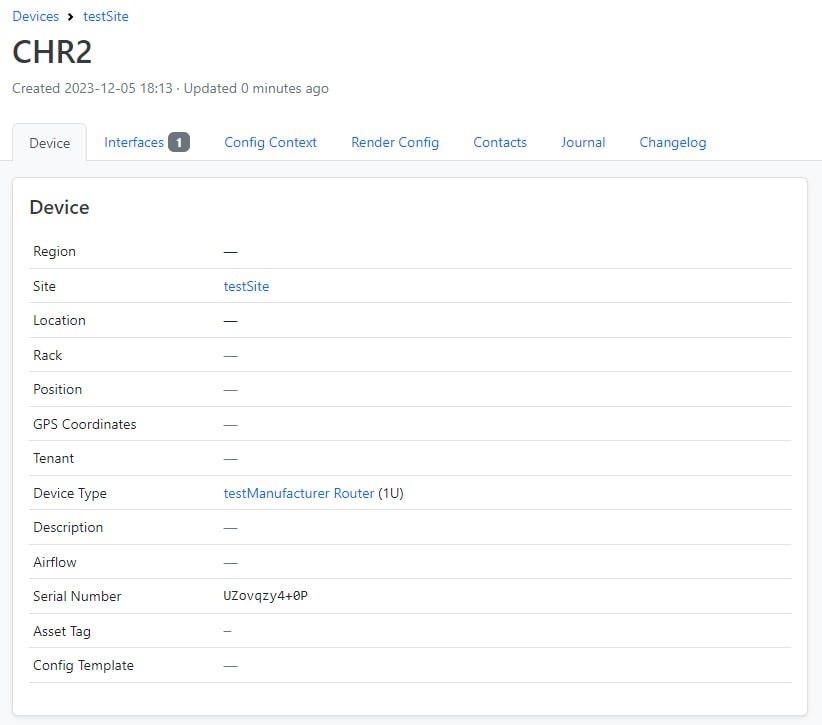 Devices > testSite
CHR2
Created 2023-12-05 18:13 · Updated 0 minutes ago
Device Interfaces 1 Config Context Render Config Contacts Journal Changelog
Device
Region —
Site testSite
Location —
Rack —
Position —
GPS Coordinates —
Tenant —
Device Type testManufacturer Router (1U)
Description —
Airflow —
Serial Number UZovqzy4+0P
Asset Tag –
Config Template —